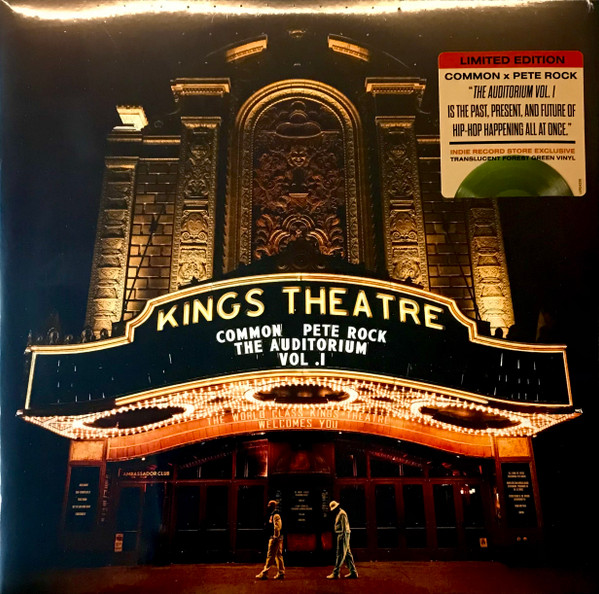 LIMITED EDITION
COMMON x PETE ROCK
"THE AUDITORIUM VOL. I
IS THE PAST, PRESENT, AND FUTURE OF
HIP-HOP HAPPENING ALL AT ONCE."
INDIE RECORD STORE EXCLUSIVE
TRANSLUCENT FOREST GREEN VINYL
KINGS THEATRE
COMMON PETE ROCK
THE AUDITORIUM
VOL .I
THE WORLD CLASS KINGS THEATRE
WELCOMES YOU
AMBASSADOR CLUB